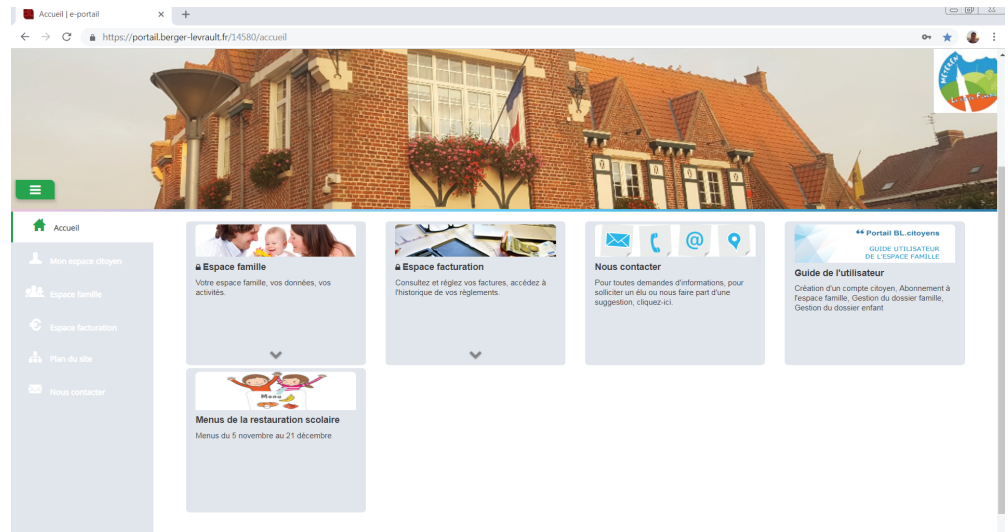 Accueil | e-portail
https://portail.berger-levrault.fr/14580/accueil
METEREN
Accueil
Mon espace citoyen
Espace famille
Espace facturation
Plan du site
Nous contacter
Espace famille
Votre espace famille, vos données, vos
activités.
Espace facturation
Consultez et réglez vos factures, accédez à
l'historique de vos règlements.
Nous contacter
Pour toutes demandes d'informations, pour
solliciter un élu ou nous faire part d'une
suggestion, cliquez-ici.
Portail BL.citoyens
GUIDE UTILISATEUR
DE L'ESPACE FAMILLE
Guide de l'utilisateur
Création d'un compte citoyen, Abonnement à
l'espace famille, Gestion du dossier famille,
Gestion du dossier enfant
Menu
Menus de la restauration scolaire
Menus du 5 novembre au 21 décembre